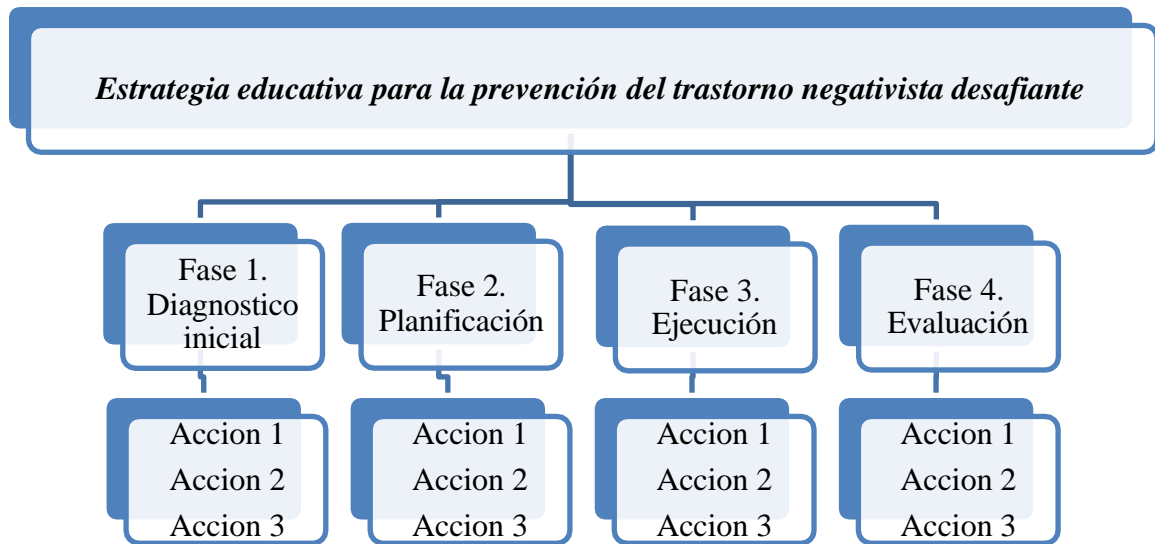 Estrategia educativa para la prevención del trastorno negativista desafiante
Fase 1.
Diagnostico
inicial
Accion 1
Accion 2
Accion 3
Fase 2.
Planificación
Accion 1
Accion 2
Accion 3
Fase 3.
Ejecución
Accion 1
Accion 2
Accion 3
Fase 4.
Evaluación
Accion 1
Accion 2
Accion 3